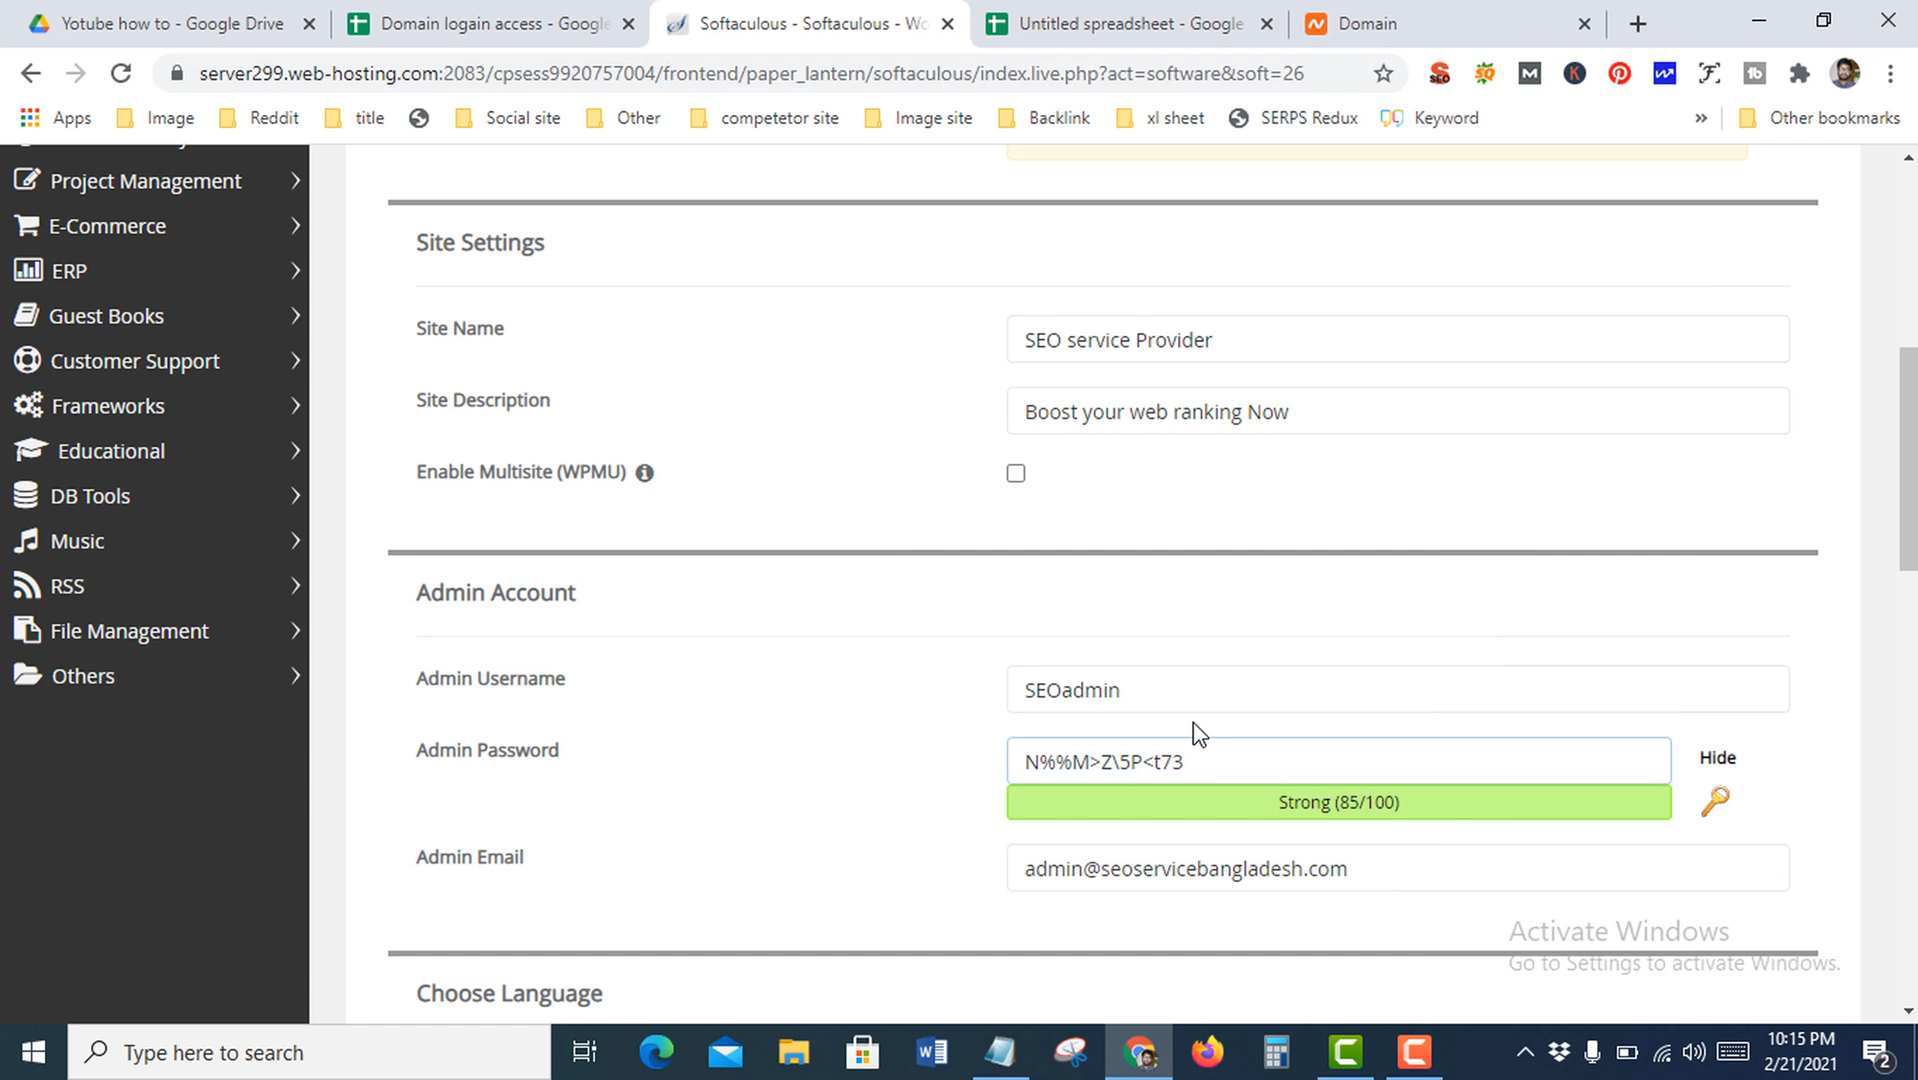 Yotube how to - Google Drive
Domain logain access - Google
Softaculous - Softaculous - Wo
Untitled spreadsheet - Google
Domain
server299.web-hosting.com:2083/cpsess9920757004/frontend/paper_lantern/softaculous/index.live.php?act=software&soft=26
Apps
Image
Reddit
title
Social site
Other
competetor site
Image site
Backlink
xl sheet
SERPS Redux
Keyword
»
Other bookmarks
Project Management
E-Commerce
ERP
Guest Books
Customer Support
Frameworks
Educational
DB Tools
Music
RSS
File Management
Others
Site Settings
Site Name
SEO service Provider
Site Description
Boost your web ranking Now
Enable Multisite (WPMU)
Admin Account
Admin Username
SEOadmin
Admin Password
N%%M>Z\5P<t73
Hide
Strong (85/100)
Admin Email
admin@seoservicebangladesh.com
Activate Windows
Go to Settings to activate Windows.
Choose Language
Type here to search
10:15 PM
2/21/2021
2